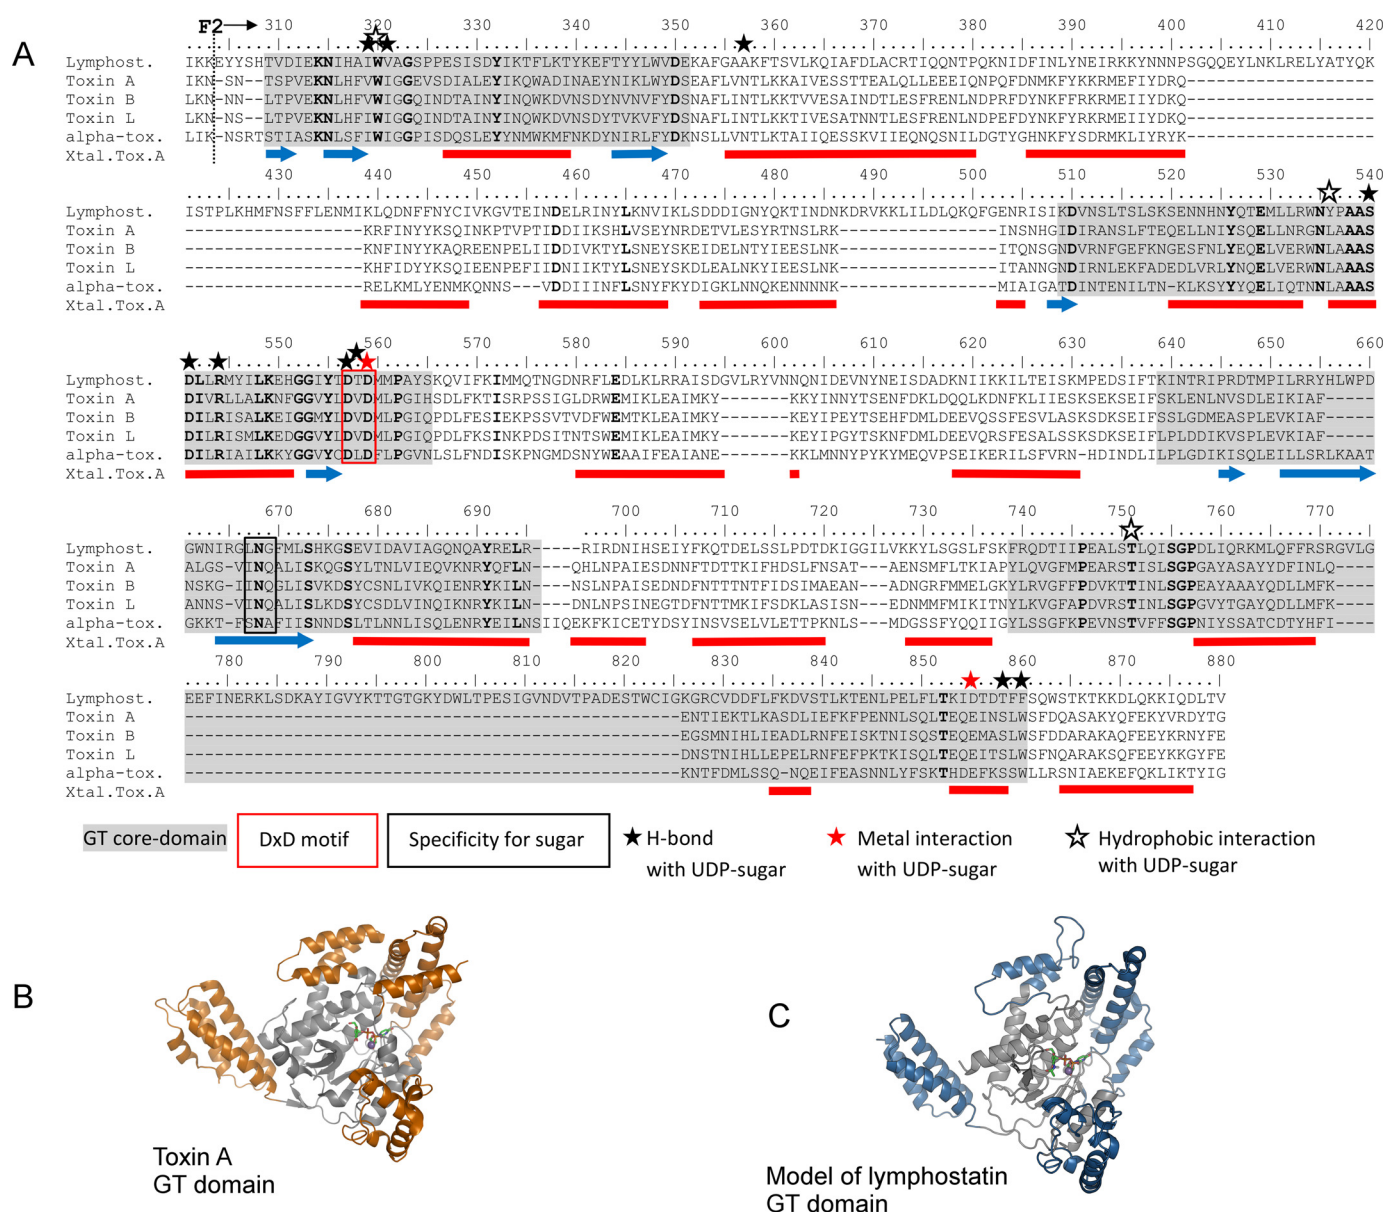 A
F2 310 320 330 340 350 360 370 380 390 400 410 420
Lymphost. IKKEYYSHTVDIEKNIHAIWVAGSPPESISDYIKTFLKTYKEFTYYLWVDEKAFGAAKFTSVLKQIAFDLACRTIQQNTPQKNIDFINLYNEIRKKYNNNPSGQQEYLNKLRELYATYQK
Toxin A IKN-SN--TSPVEKNLHFVWIGGEVSDIALEYIKQWADINAEYNIKLWYDSEAFLVNTLKKAIVESSTTEALQLLEEEIQNPQFDNMKFYKKRMEFIYDRQ-------------------
Toxin B LKN-NN--LTPVEKNLHFVWIGGQINDTAINYINQWKDVNSDYNVNVFYDSNAFLINTLKKTVVESAINDTLESFRENLNDPRFDYNKFFRKRMEIIYDKQ-------------------
Toxin L LKN-NS--LTPVEKNLHFVWIGGQINDTAINYINQWKDVNSDYNVNVFYDSNAFLINTLKKTIVESATNNTLESFRENLNDPEFDYNKFYRKRMEIIYDKQ-------------------
alpha-tox. LIK-NSRTSTIASKNLSFIWIGGPISDQSLEYYNMWKMFNKDYNIRLFYDKNSLLVNTLKTAIIQESSKVIIEQNQSNILDGTYGHNKFYSDRMKLIYRYK-------------------
Xtal.Tox.A
430 440 450 460 470 480 490 500 510 520 530 540
Lymphost. ISTPLKHMFNSFFLENMIKLQDNFFNYCIVKGVTEINDELRINYLKNVIKLSDDDIGNYQKTINDNKDRVKKLILDLQKQFGENRISIKDVNSLTSLSKSENNHNYQTEMLLRWNYPAAS
Toxin A ------------------KRFINYYKSQINKPTVPTIDDIIKSHLVSEYNRDETVLESYRTNSLRK----------------INSNHGIDIRANSLFTEQELLNIYSQELLNRGNLAAAS
Toxin B ------------------KNFINYYKAQREENPELIIDDIVKTYLSNEYSKEIDELNTYIEESLNK----------------ITQNSGNDVRNFGEFKNGESFNLYEQELVERWNLAAAS
Toxin L ------------------KHFIDYYKSQIEENPEFIIDNIIKTYLSNEYSKDLEALNKYIEESLNK----------------ITANNGNDIRNLEKFADEDLVRLYNQELVERWNLAAAS
alpha-tox. ------------------RELKMLYENMKQNNS---VDDIIINFLSNYFKYDIGKLNNQKENNNNK----------------MIAIGATDINTENILTN-KLKSYYYQELIQTNNLAAAS
Xtal.Tox.A
550 560 570 580 590 600 610 620 630 640 650 660
Lymphost. DLLRMYILKEHGGIYTDTDMMPAYSKQVIFKIMMQTNGDNRFLEDLKLRRAISDGVLRYVNNQNIDEVNYNEISDADKNIIKKILTEISKMPEDSIFTKINTRIPRDTMPILRRYHLWPD
Toxin A DIVRLLALKNFGGVYLDVDMLPGIHSDLFKTISRPSSIGLDRWEMIKLEAIMKY-------KKYINNYTSENFDKLDQQLKDNFKLIIESKSEKSEIFSKLENLNVSDLEIKIAF-----
Toxin B DILRISALKEIGGMYLDVDMLPGIQPDLFESIEKPSSVTVDFWEMTKLEAIMKY-------KEYIPEYTSEHFDMLDEEVQSSFESVLASKSDKSEIFSSLGDMEASPLEVKIAF-----
Toxin L DILRISMLKEDGGVYLDVDMLPGIQPDLFKSINKPDSITNTSWEMIKLEAIMKY-------KEYIPGYTSKNFDMLDEEVQRSFESALSSKSDKSEIFLPLDDIKVSPLEVKIAF-----
alpha-tox. DILRIAILKKYGGVYCDLDFLPGVNLSLFNDISKPNGMDSNYWEAAIFEAIANE-------KKLMNNYPYKYMEQVPSEIKERILSFVRN-HDINDLILPLGDIKISQLEILLSRLKAAT
Xtal.Tox.A
670 680 690 700 710 720 730 740 750 760 770
Lymphost. GWNIRGLNGFMLSHKGSEVIDAVIAGQNQAYRELR-----RIRDNIHSEIYFKQTDELSSLPDTDKIGGILVKKYLSGSLFSKFRQDTIIPEALSTLQISGPDLIQRKMLQFFRSRGVLG
Toxin A ALGS-VINQALISKQGSYLTNLVIEQVKNRYQFLN-----QHLNPAIESDNNFTDTTKIFHDSLFNSAT---AENSMFLTKIAPYLQVGFMPEARSTISLSGPGAYASAYYDFINLQ---
Toxin B NSKG-IINQGLISVKDSYCSNLIVKQIENRYKILN-----NSLNPAISEDNDFNTTTNTFIDSIMAEAN---ADNGRFMMELGKYLRVGFFPDVKTTINLSGPEAYAAAYQDLLMFK---
Toxin L ANNS-VINQALISLKDSYCSDLVINQIKNRYKILN-----DNLNPSINEGTDFNTTMKIFSDKLASISN---EDNMMFMIKITNYLKVGFAPDVRSTINLSGPGVYTGAYQDLLMFK---
alpha-tox. GKKT-FSNAFIISNNDSLTLNNLISQLENRYEILNSIIQEKFKICETYDSYINSVSELVLETTPKNLS---MDGSSFYQQIIGYLSSGFKPEVNSTVFFSGPNIYSSATCDTYHFI---
Xtal.Tox.A
780 790 800 810 820 830 840 850 860 870 880
Lymphost. EEFINERKLSDKAYIGVYKTTGTGKYDWLTPESIGVNDVTPADESTWCIGKGRCVDDFLFKDVSTLKTENLPELFLTKIDTDTFFSQWSTKTKKDLQKKIQDLTV
Toxin A --------------------------------------------------ENTIEKTLKASDLIEFKFPENNLSQLTEQEINSLWSFDQASAKYQFEKYVRDYTG
Toxin B --------------------------------------------------EGSMNIHLIEADLRNFEISKTNISQSTEQEMASLWSFDDARAKAQFEEYKRNYFE
Toxin L --------------------------------------------------DNSTNIHLLEPELRNFEFPKTKISQLTEQEITSLWSFNQARAKSQFEEYKKGYFE
alpha-tox. --------------------------------------------------KNTFDMLSSQ-NQEIFEASNNLYFSKTHDEFKSSWLLRSNIAEKEFQKLIKTYIG
Xtal.Tox.A
GT core-domain
DxD motif
Specificity for sugar
H-bond
with UDP-sugar
Metal interaction
with UDP-sugar
Hydrophobic interaction
with UDP-sugar
B
Toxin A
GT domain
C
Model of lymphostatin
GT domain